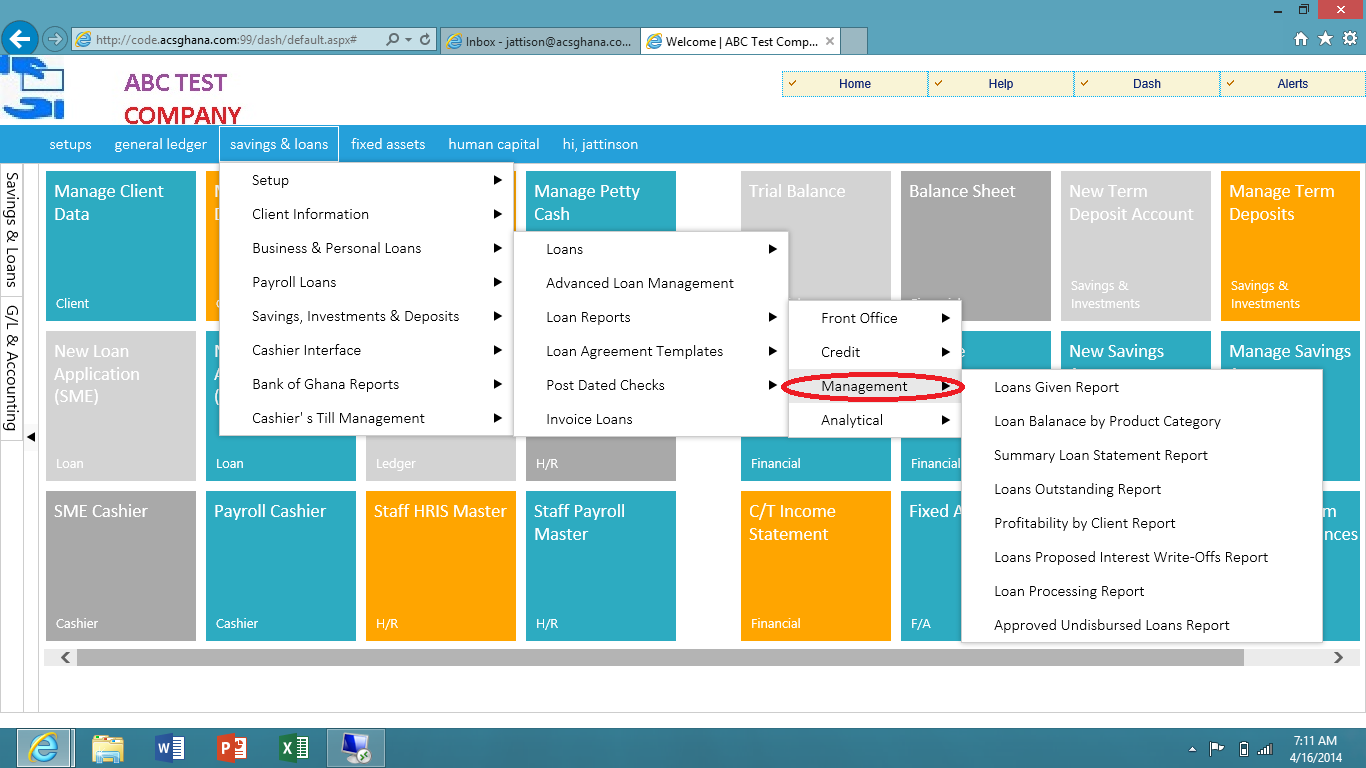 http://code.acsghana.com:99/dash/default.aspx#
Inbox - jattison@acsghana.co...
Welcome | ABC Test Comp...
ABC TEST
COMPANY
Home
Help
Dash
Alerts
setups
general ledger
savings & loans
fixed assets
human capital
hi, jattinson
Savings & Loans
G/L & Accounting
Manage Client
Data
Client
Manage Petty
Cash
Trial Balance
Balance Sheet
New Term
Deposit Account
Savings &
Investments
Manage Term
Deposits
Savings &
Investments
Setup
Client Information
Business & Personal Loans
Payroll Loans
Savings, Investments & Deposits
Cashier Interface
Bank of Ghana Reports
Cashier' s Till Management
Loans
Advanced Loan Management
Loan Reports
Loan Agreement Templates
Post Dated Checks
Invoice Loans
Front Office
Credit
Management
Analytical
Loans Given Report
Loan Balanace by Product Category
Summary Loan Statement Report
Loans Outstanding Report
Profitability by Client Report
Loans Proposed Interest Write-Offs Report
Loan Processing Report
Approved Undisbursed Loans Report
New Loan
Application
(SME)
Loan
Loan
Ledger
H/R
Financial
Financial
New Savings
Manage Savings
SME Cashier
Cashier
Payroll Cashier
Cashier
Staff HRIS Master
H/R
Staff Payroll
Master
H/R
C/T Income
Statement
Financial
Fixed A
F/A
7:11 AM
4/16/2014